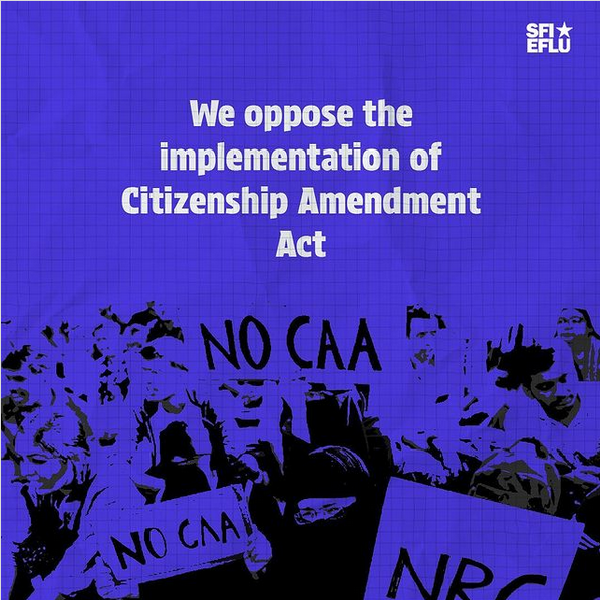 SFI★
EFLU
We oppose the
implementation of
Citizenship Amendment
Act
NO CAA
NO CAA
NRC